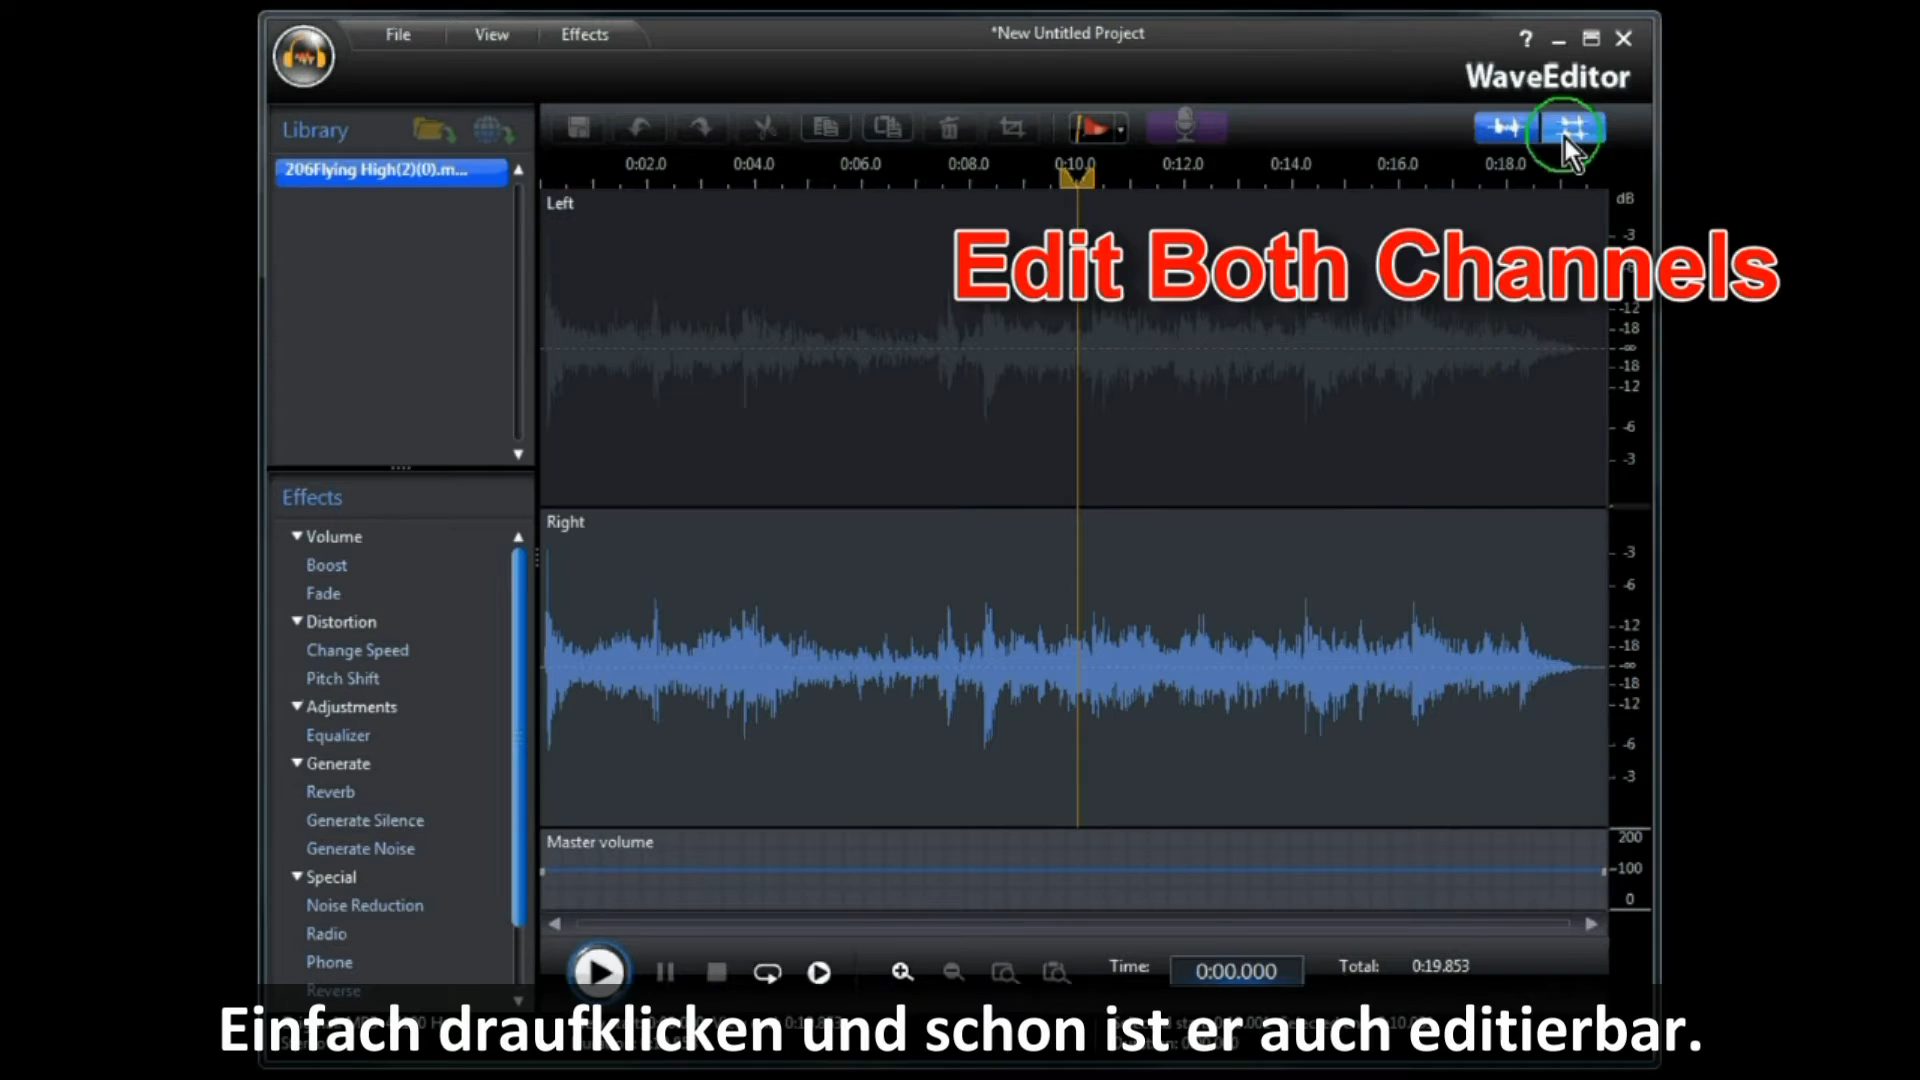 File View Effects
*New Untitled Project
?
WaveEditor
Library
206Flying High(2)(0).m...
0:02.0 0:04.0 0:06.0 0:08.0 0:10.0 0:12.0 0:14.0 0:16.0 0:18.0
dB
Left
Edit Both Channels
-3
-12
-18
-∞
-18
-12
-6
-3
Effects
Volume
Boost
Fade
Distortion
Change Speed
Pitch Shift
Adjustments
Equalizer
Generate
Reverb
Generate Silence
Generate Noise
Special
Noise Reduction
Radio
Phone
Reverse
Right
-3
-6
-12
-18
-∞
-18
-12
-6
-3
Master volume
200
100
0
Time: 0:00.000 Total: 0:19.853
Einfach draufklicken und schon ist er auch editierbar.